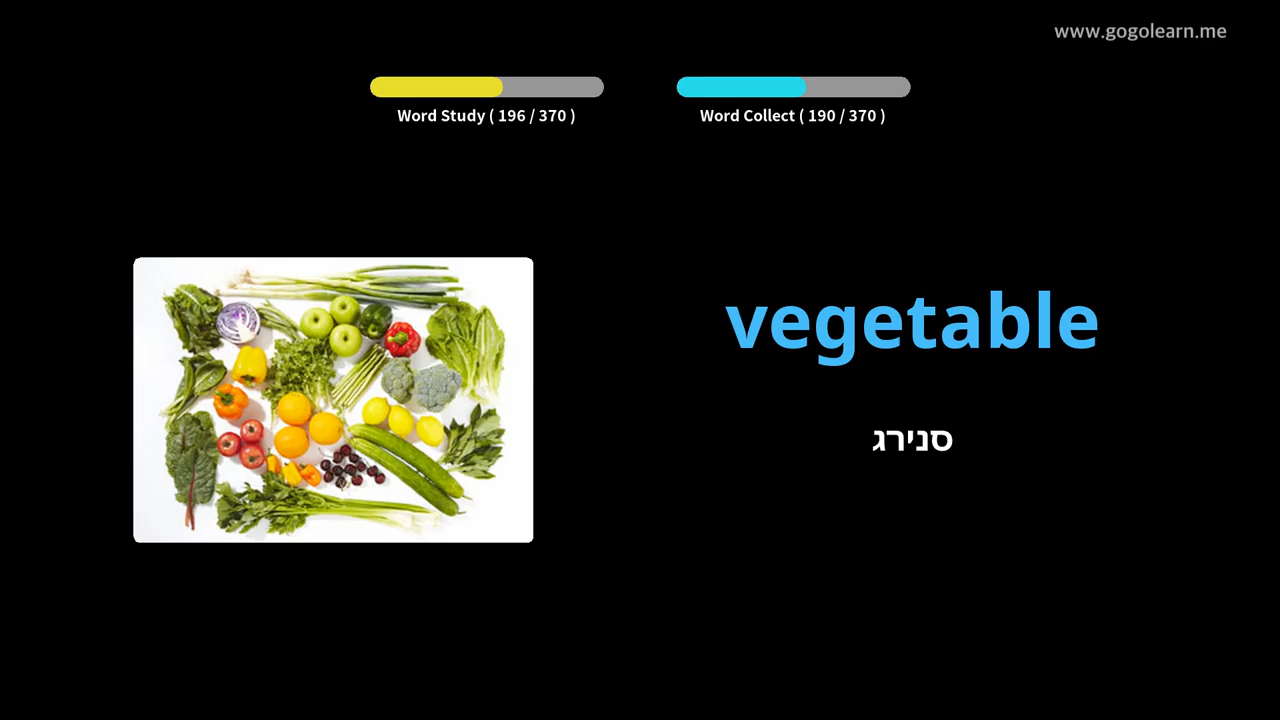 www.gogolearn.me
Word Study ( 196 / 370 )
Word Collect ( 190 / 370 )
vegetable
סנירג